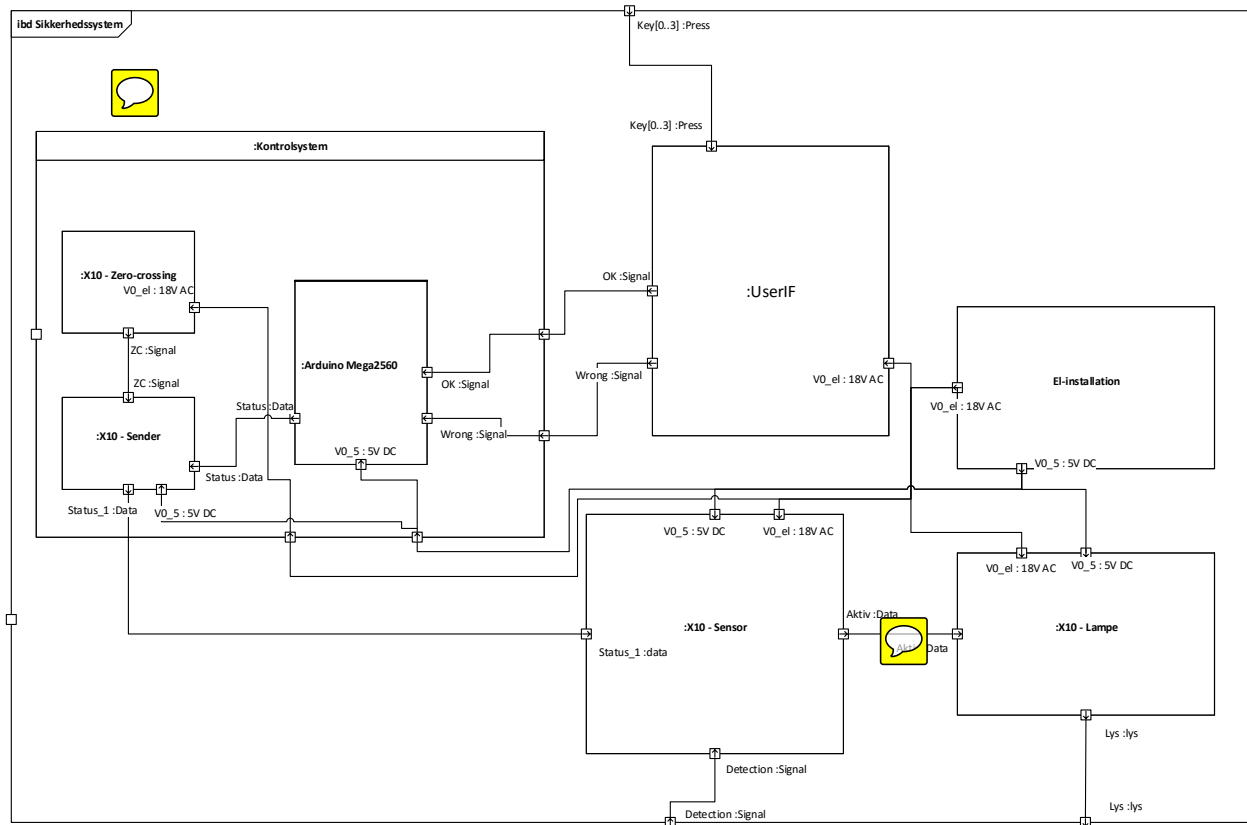 ibd Sikkerhedssystem
Key[0..3] :Press
Key[0..3] :Press
:Kontrolsystem
:X10 - Zero-crossing
V0_el : 18V AC
ZC :Signal
ZC :Signal
:X10 - Sender
Status :Data
Status :Data
Status_1 :Data
V0_5 : 5V DC
:Arduino Mega2560
OK :Signal
Wrong :Signal
V0_5 : 5V DC
OK :Signal
Wrong :Signal
:UserIF
V0_el : 18V AC
El-installation
V0_el : 18V AC
V0_5 : 5V DC
V0_5 : 5V DC
V0_el : 18V AC
:X10 - Sensor
Status_1 :data
Aktiv :Data
Detection :Signal
Detection :Signal
V0_el : 18V AC
V0_5 : 5V DC
:X10 - Lampe
:Data
Lys :lys
Lys :lys